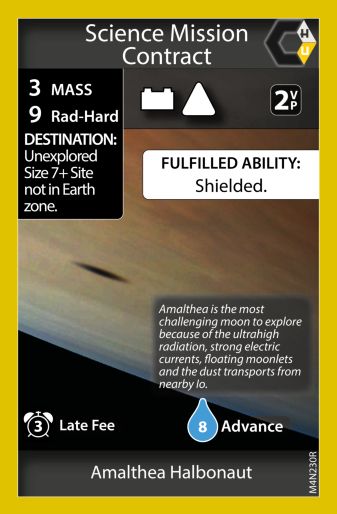 Science Mission
Contract
H
U
3 MASS
9 Rad-Hard
DESTINATION:
Unexplored
Size 7+ Site
not in Earth
zone.
2 VP
FULFILLED ABILITY:
Shielded.
Amalthea is the most
challenging moon to explore
because of the ultrahigh
radiation, strong electric
currents, floating moonlets
and the dust transports from
nearby Io.
3 Late Fee
8 Advance
Amalthea Halbonaut
M4N230R